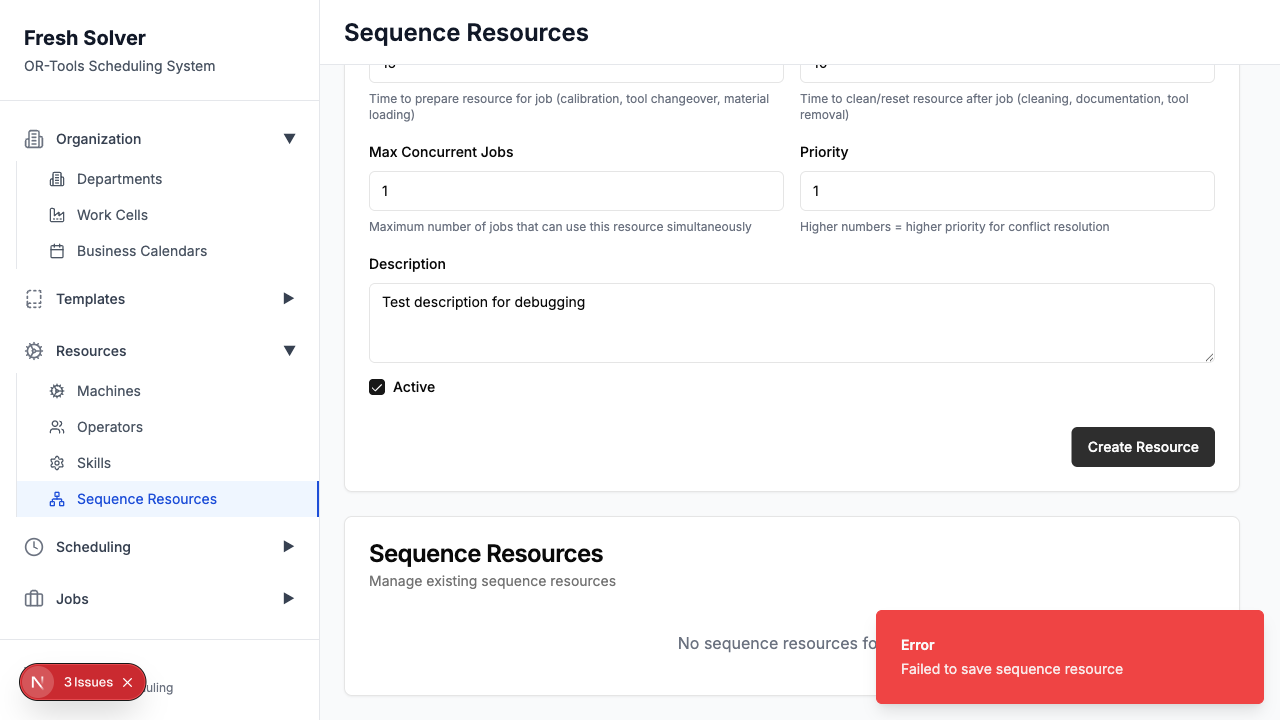 Fresh Solver
OR-Tools Scheduling System
Organization
Departments
Work Cells
Business Calendars
Templates
Resources
Machines
Operators
Skills
Sequence Resources
Scheduling
Jobs
3 Issues
uling
Sequence Resources
Time to prepare resource for job (calibration, tool changeover, material
loading)
Time to clean/reset resource after job (cleaning, documentation, tool
removal)
Max Concurrent Jobs
1
Maximum number of jobs that can use this resource simultaneously
Priority
1
Higher numbers = higher priority for conflict resolution
Description
Test description for debugging
Active
Create Resource
Sequence Resources
Manage existing sequence resources
No sequence resources fo
Error
Failed to save sequence resource